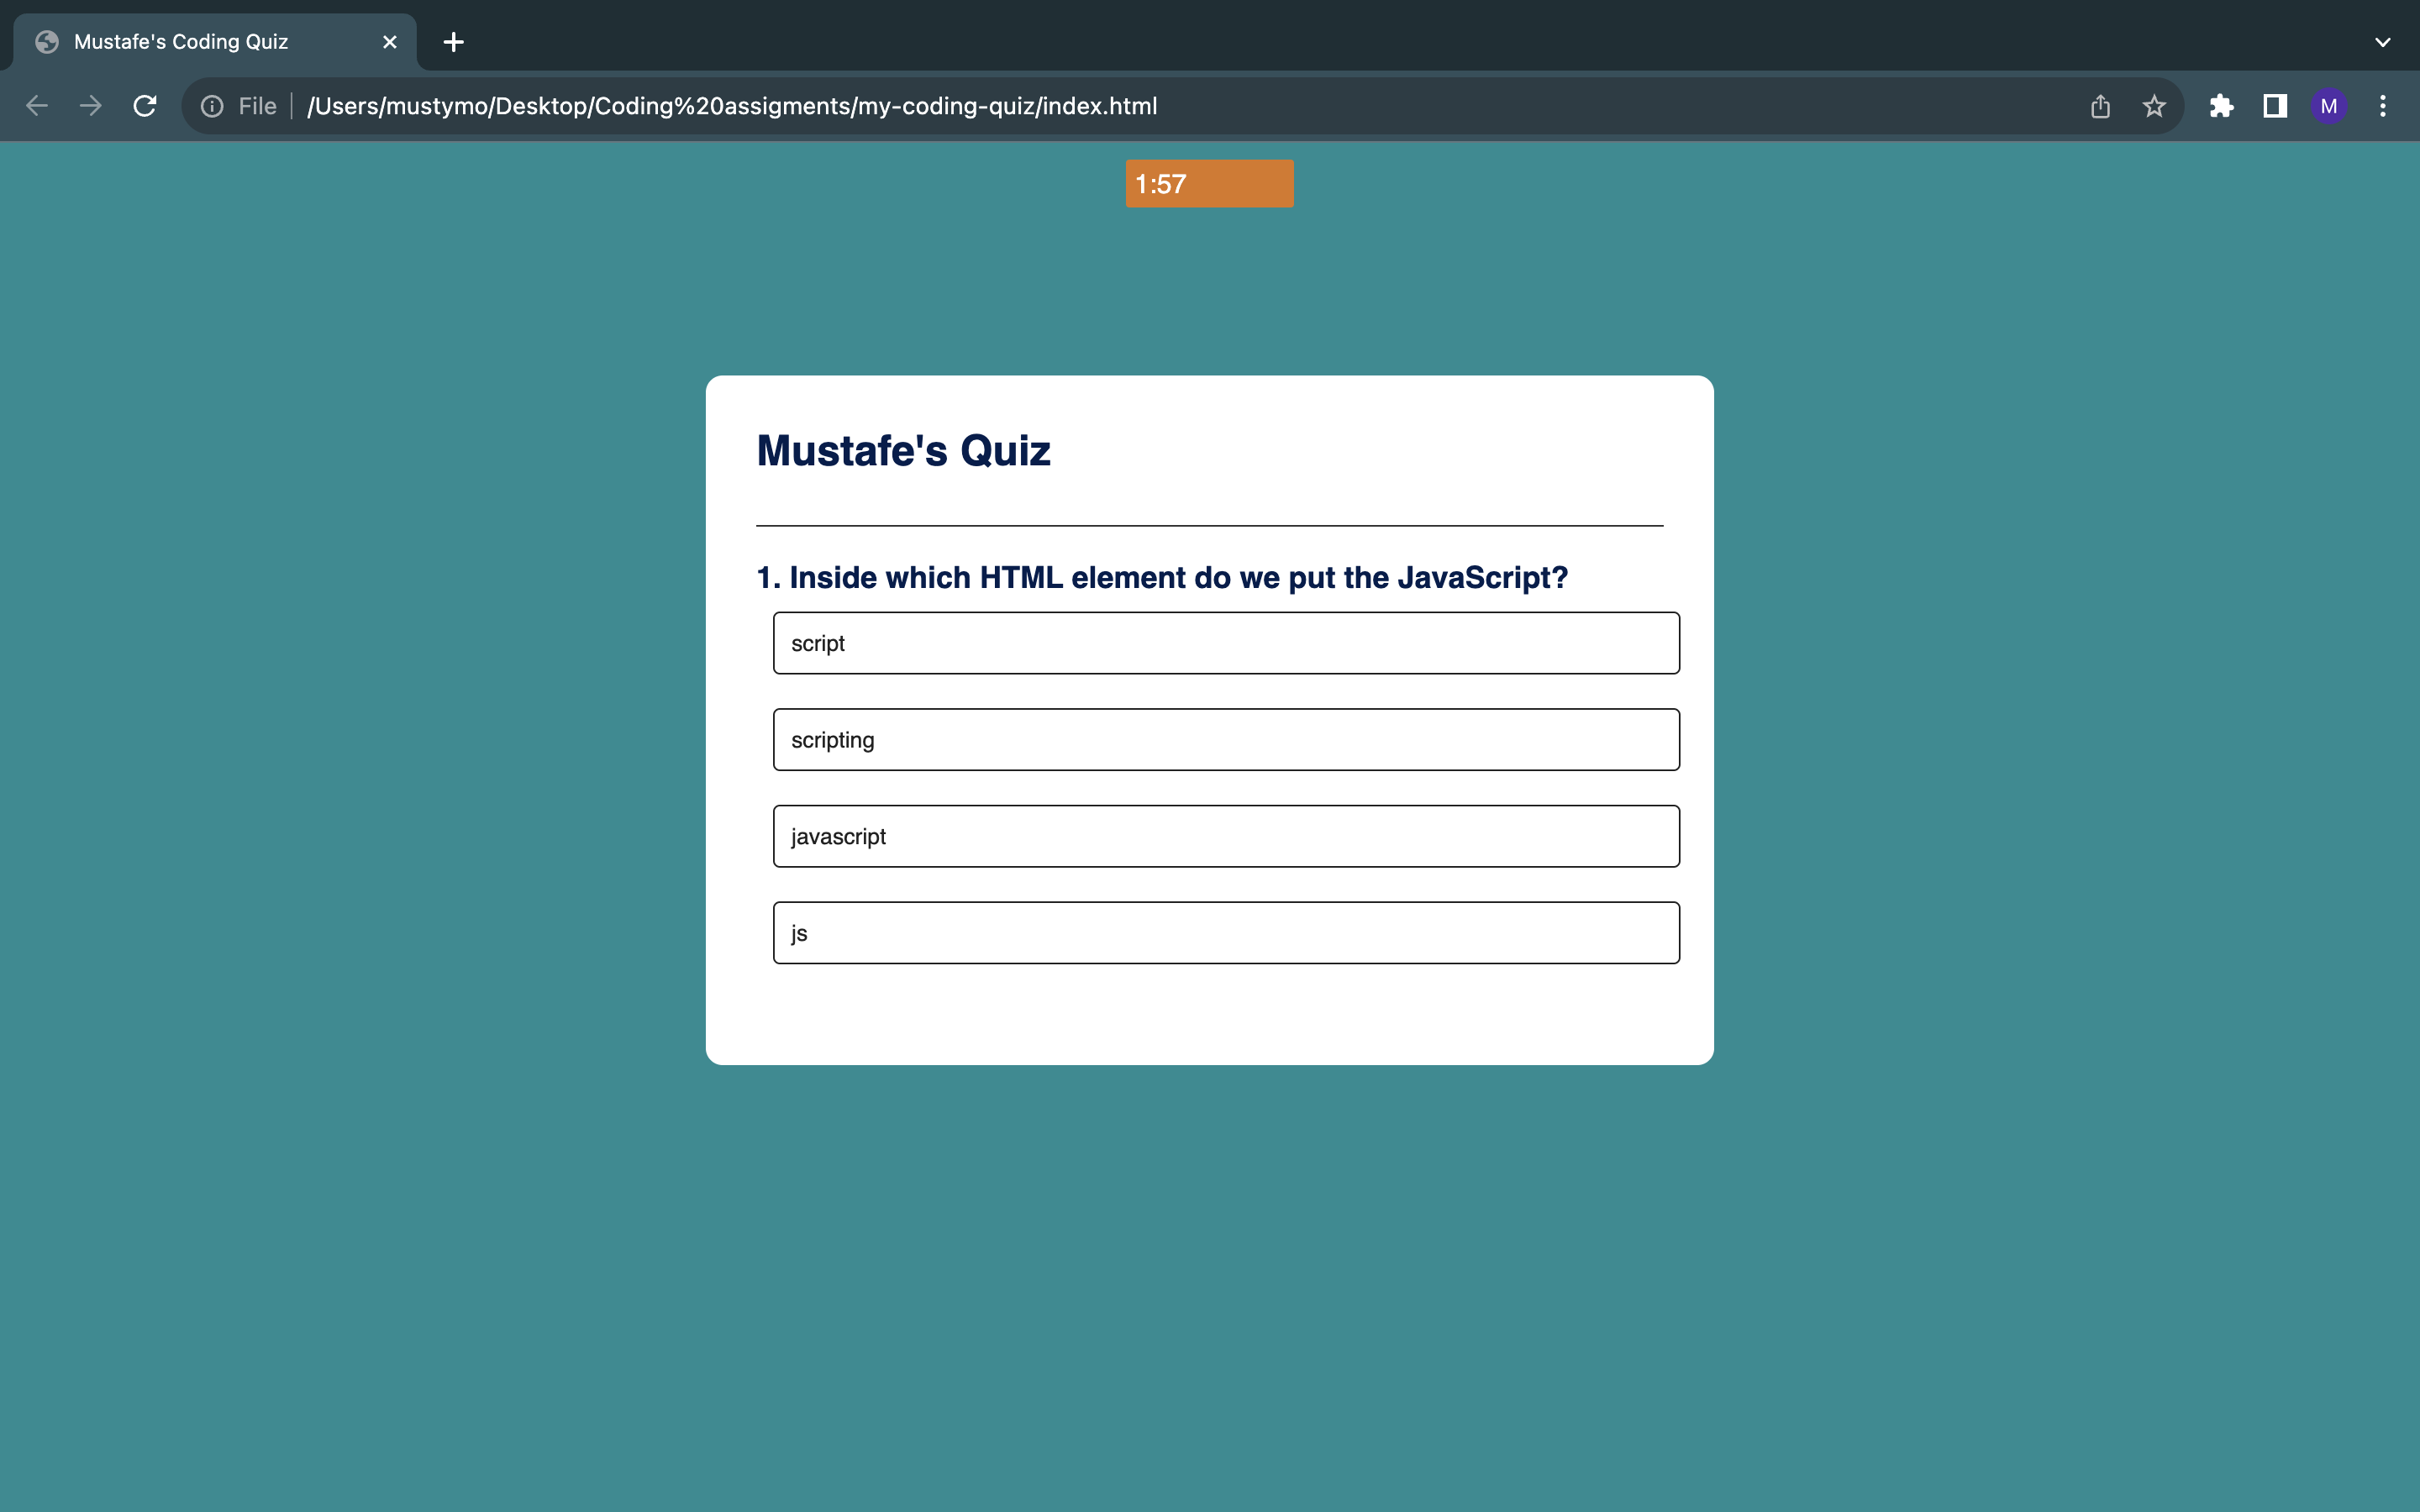 Mustafe's Coding Quiz
File /Users/mustymo/Desktop/Coding%20assigments/my-coding-quiz/index.html
M
1:57
Mustafe's Quiz
1. Inside which HTML element do we put the JavaScript?
script
scripting
javascript
js